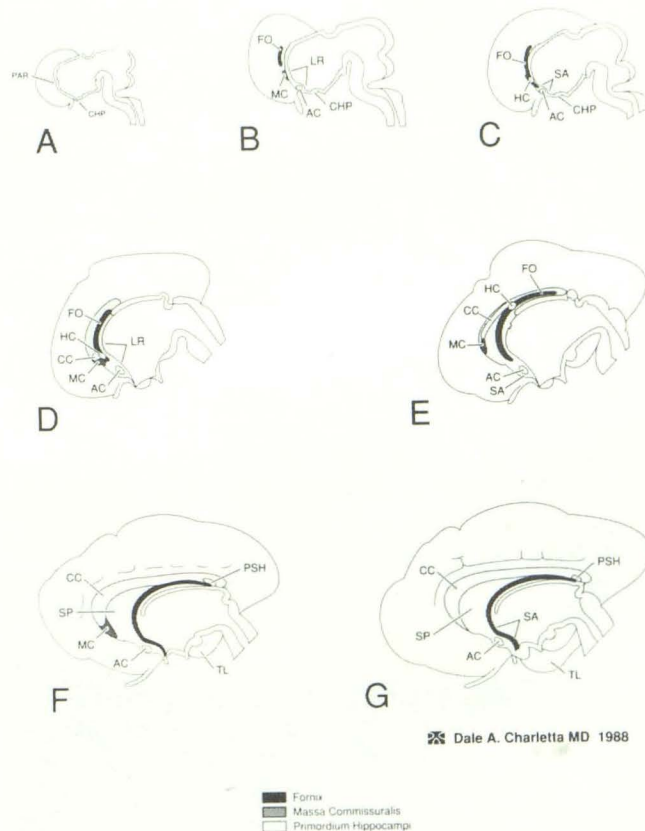 PAR
CHP
A
FO
LR
MC
AC
CHP
B
FO
SA
HC
AC
CHP
C
FO
HC
LR
CC
MC
AC
D
FO
HC
CC
MC
AC
SA
E
CC
PSH
SP
MC
AC
TL
F
CC
PSH
SP
SA
AC
TL
G
Dale A. Charletta MD 1988
Fornix
Massa Commissuralis
Primordium Hippocampi